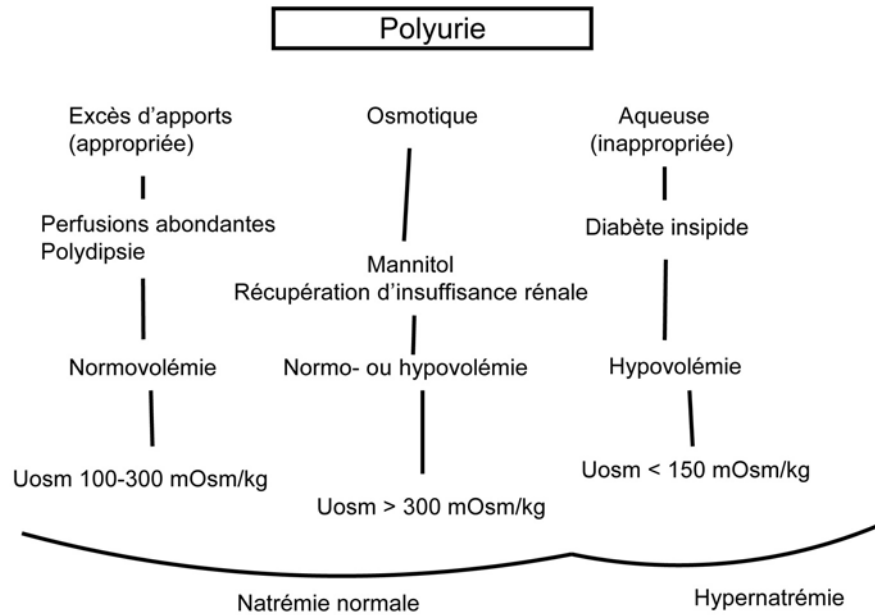 Polyurie
Excès d'apports
(appropriée)
Osmotique
Aqueuse
(inappropriée)
Perfusions abondantes
Polydipsie
Mannitol
Récupération d'insuffisance rénale
Diabète insipide
Normovolémie
Normo- ou hypovolémie
Hypovolémie
Uosm 100-300 mOsm/kg
Uosm > 300 mOsm/kg
Uosm < 150 mOsm/kg
Natrémie normale
Hypernatrémie